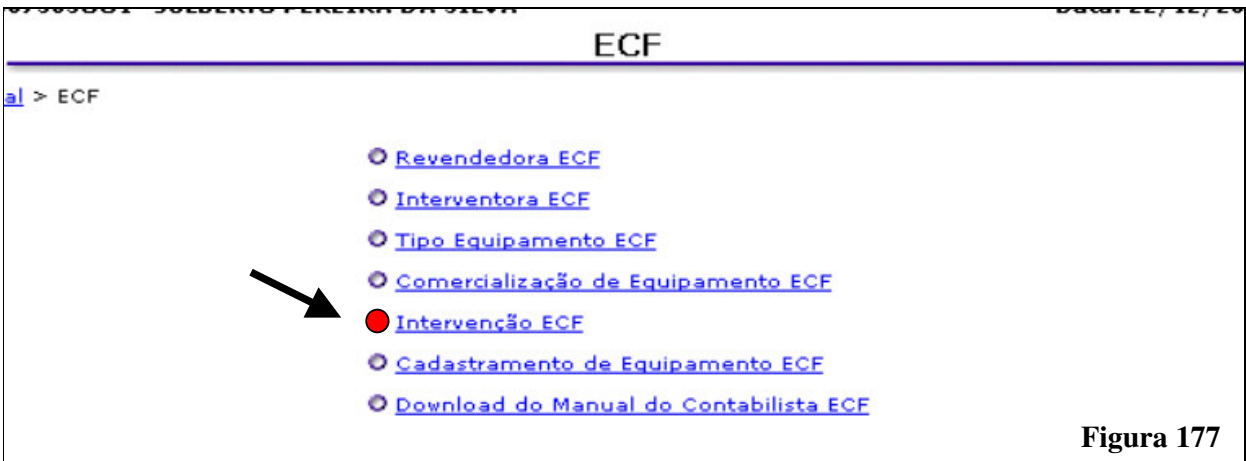 ECF
al > ECF
Revendedora ECF
Interventora ECF
Tipo Equipamento ECF
Comercialização de Equipamento ECF
Intervenção ECF
Cadastramento de Equipamento ECF
Download do Manual do Contabilista ECF
Figura 177